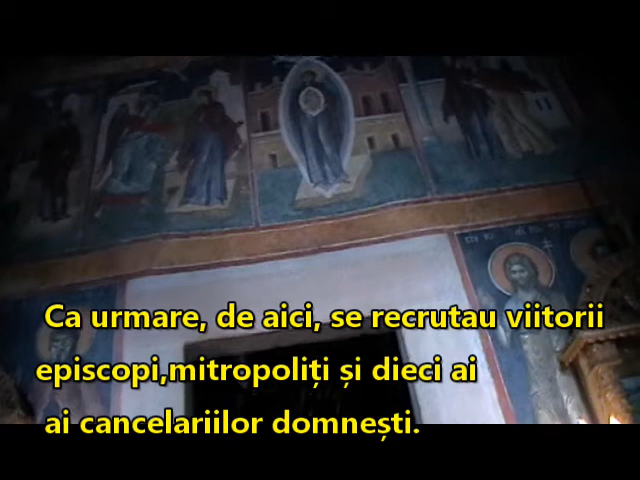 Ca urmare, de aici, se recrutau viitorii
episcopi,mitropoliți și dieci ai
ai cancelariilor domnești.